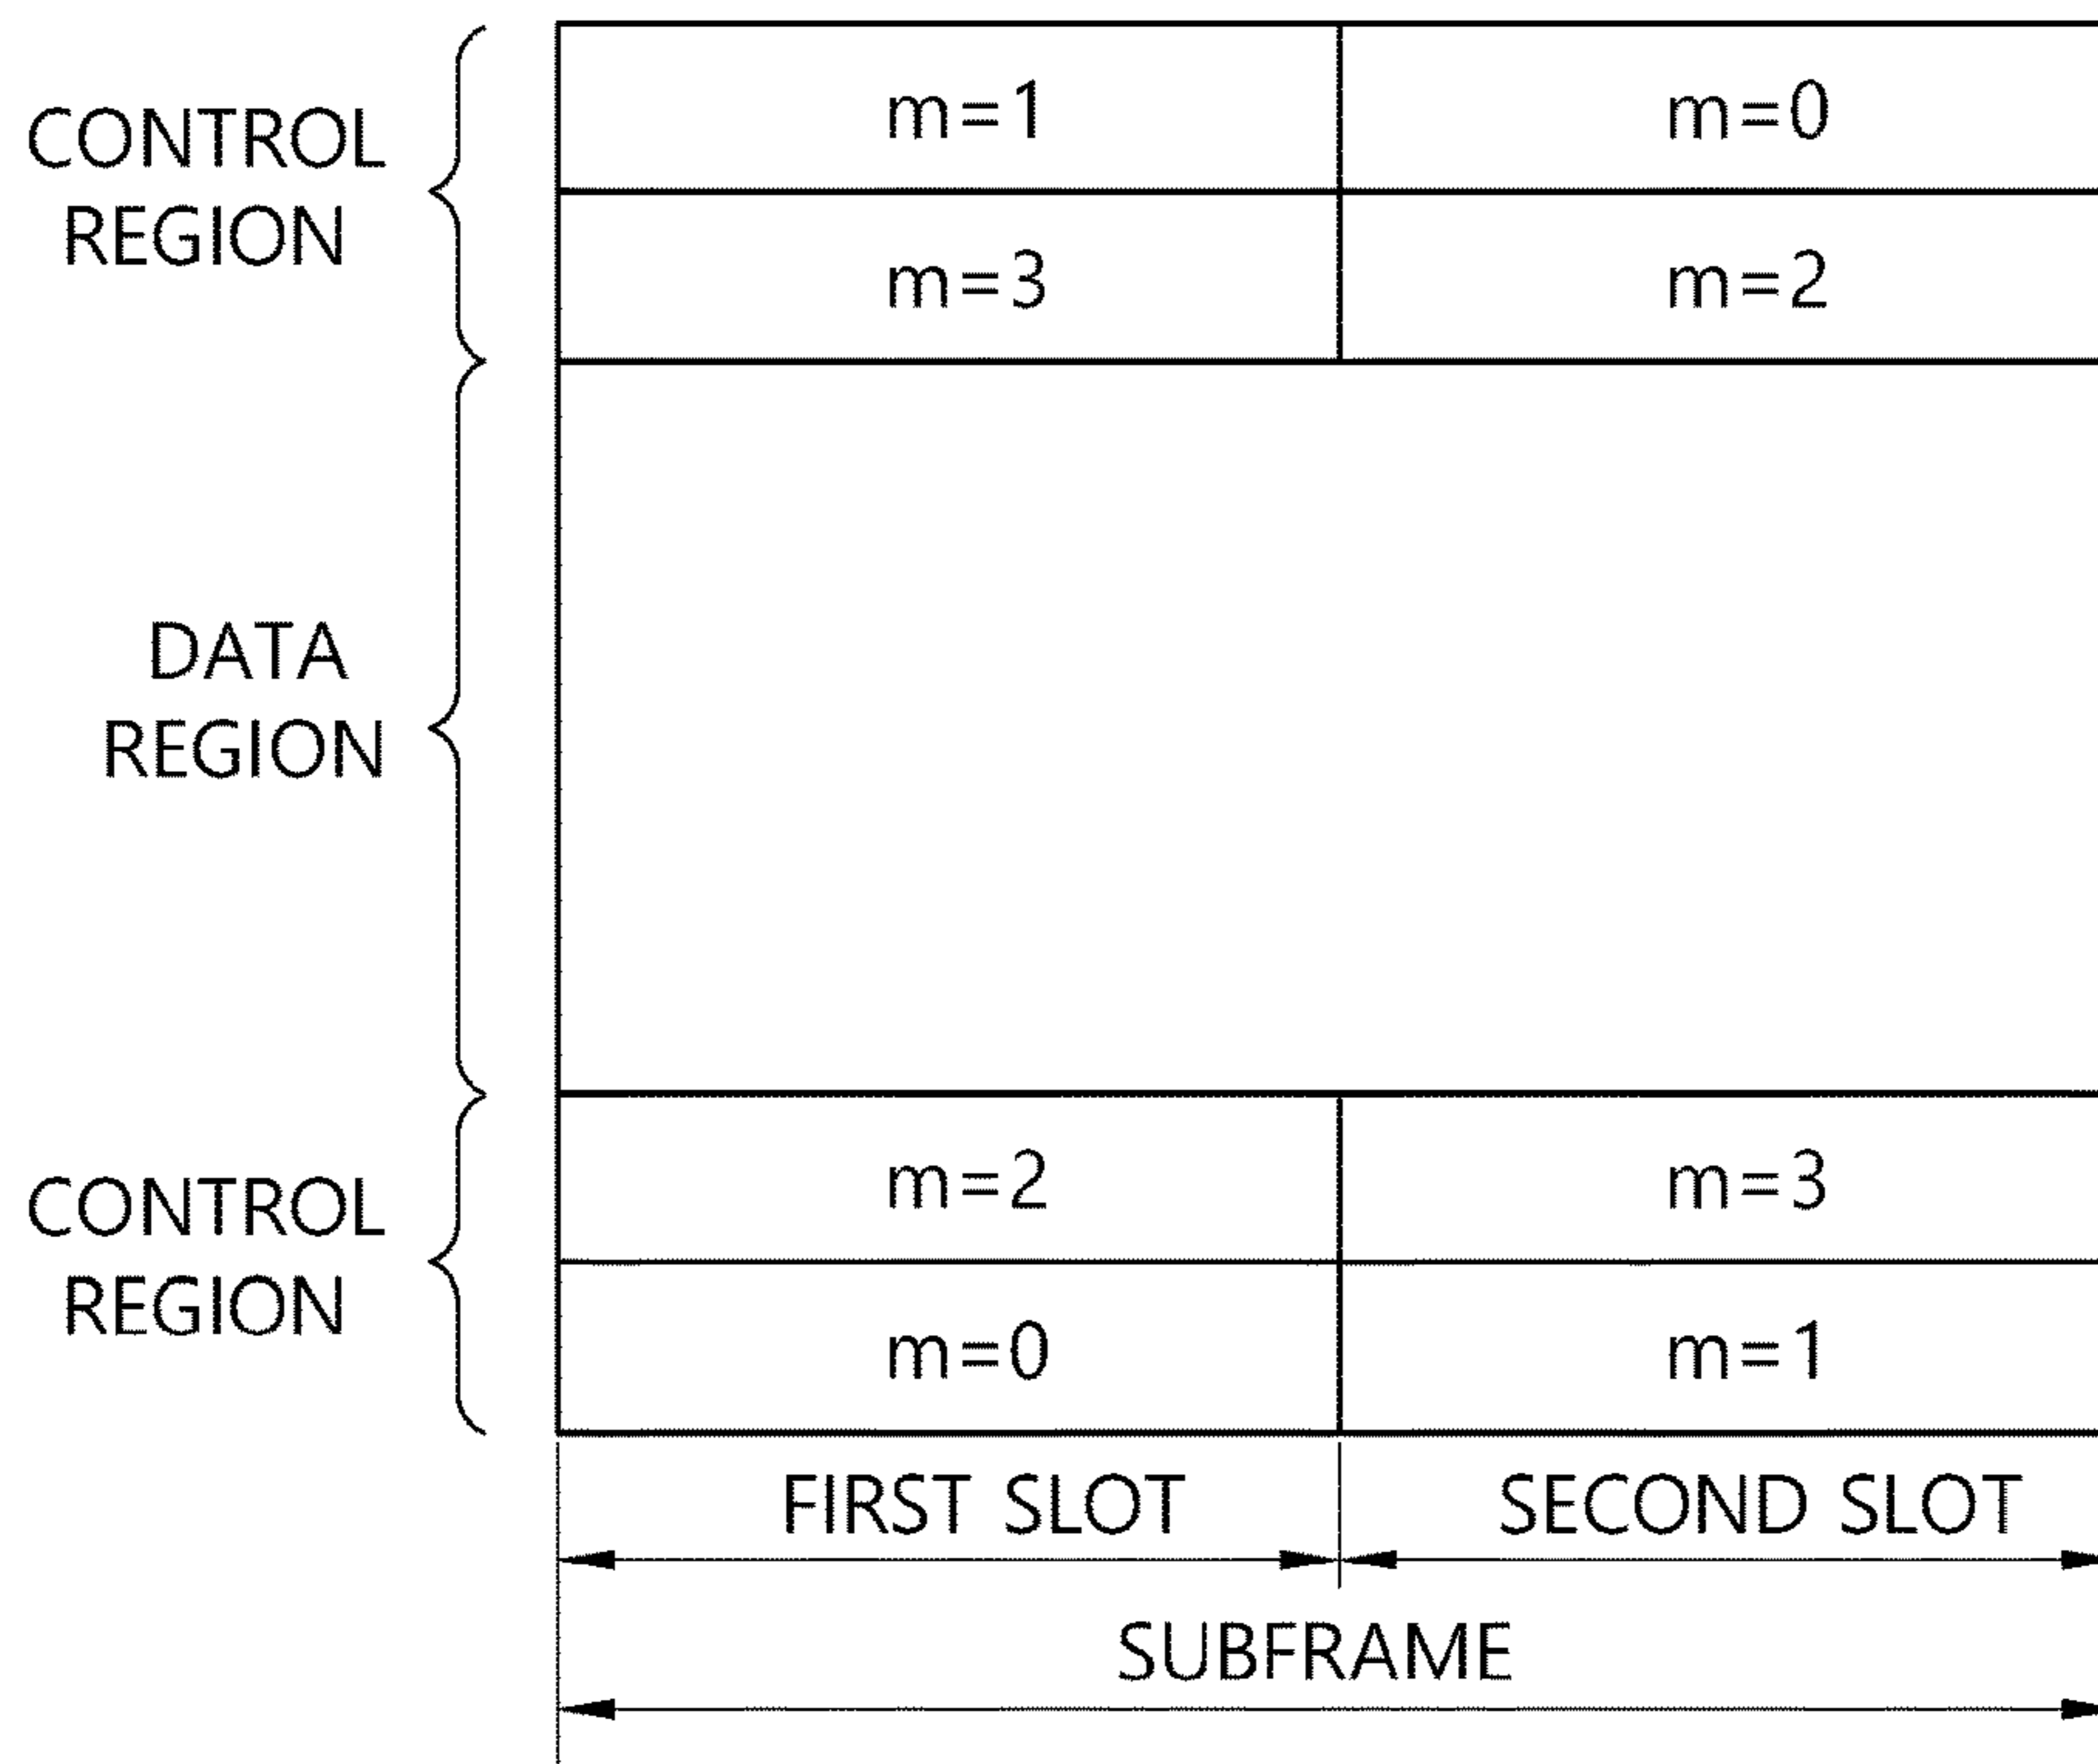 CONTROL
REGION
m=1 m=0
m=3 m=2
DATA
REGION
CONTROL
REGION
m=2 m=3
m=0 m=1
FIRST SLOT SECOND SLOT
SUBFRAME